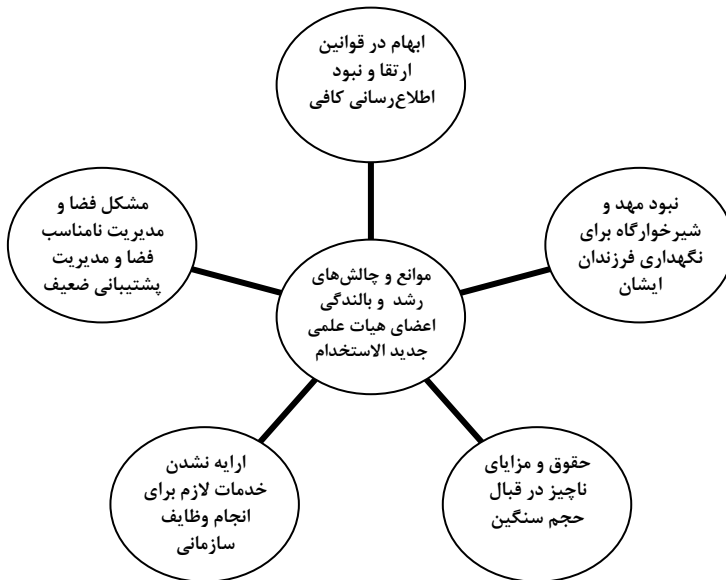 ابهام در قوانین
ارتقا و نبود
اطلاع‌رسانی کافی
نبود مهد و
شیرخوارگاه برای
نگهداری فرزندان
ایشان
مشکل فضا و
مدیریت نامناسب
فضا و مدیریت
پشتیبانی ضعیف
موانع و چالش‌های
رشد و بالندگی
اعضای هیات علمی
جدید الاستخدام
حقوق و مزایای
ناچیز در قبال
حجم سنگین
ارایه نشدن
خدمات لازم برای
انجام وظایف
سازمانی